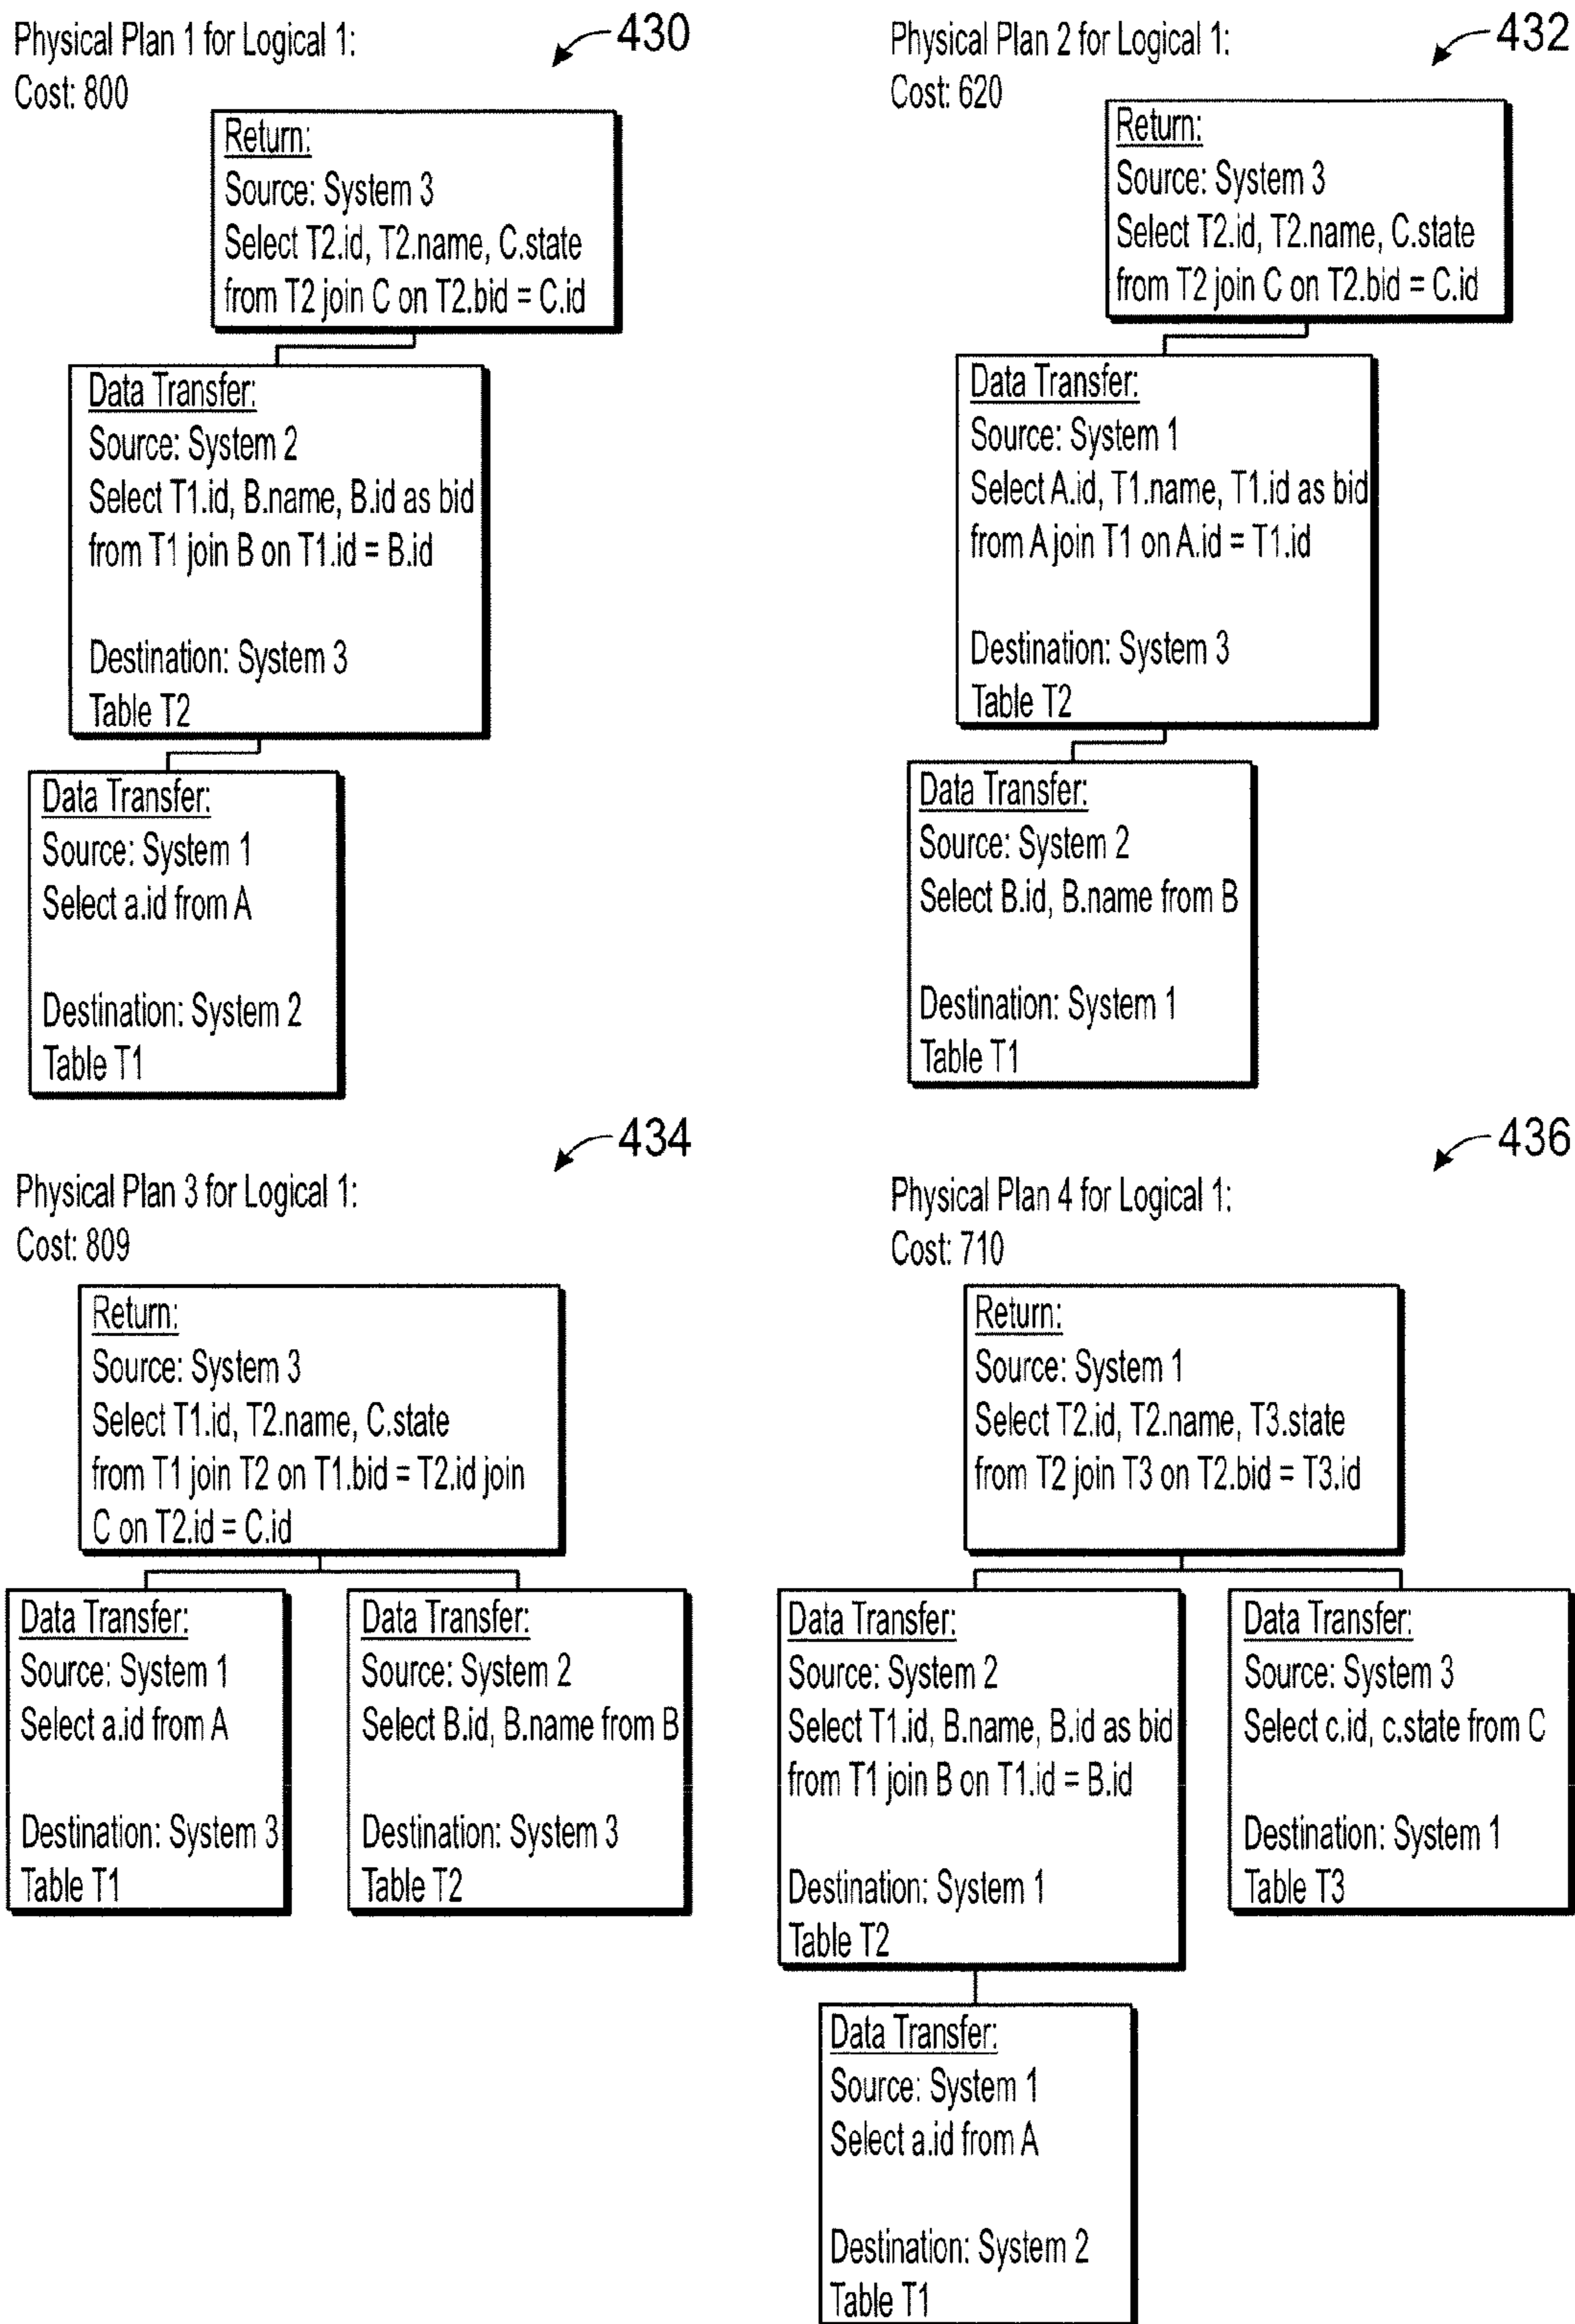 Physical Plan 1 for Logical 1:
Cost: 800
430
Return:
Source: System 3
Select T2.id, T2.name, C.state
from T2 join C on T2.bid = C.id
Data Transfer:
Source: System 2
Select T1.id, B.name, B.id as bid
from T1 join B on T1.id = B.id
Destination: System 3
Table T2
Data Transfer:
Source: System 1
Select a.id from A
Destination: System 2
Table T1
Physical Plan 2 for Logical 1:
Cost: 620
432
Return:
Source: System 3
Select T2.id, T2.name, C.state
from T2 join C on T2.bid = C.id
Data Transfer:
Source: System 1
Select A.id, T1.name, T1.id as bid
from A join T1 on A.id = T1.id
Destination: System 3
Table T2
Data Transfer:
Source: System 2
Select B.id, B.name from B
Destination: System 1
Table T1
434
Physical Plan 3 for Logical 1:
Cost: 809
Return:
Source: System 3
Select T1.id, T2.name, C.state
from T1 join T2 on T1.bid = T2.id join
C on T2.id = C.id
Data Transfer:
Source: System 1
Select a.id from A
Destination: System 3
Table T1
Data Transfer:
Source: System 2
Select B.id, B.name from B
Destination: System 3
Table T2
436
Physical Plan 4 for Logical 1:
Cost: 710
Return:
Source: System 1
Select T2.id, T2.name, T3.state
from T2 join T3 on T2.bid = T3.id
Data Transfer:
Source: System 2
Select T1.id, B.name, B.id as bid
from T1 join B on T1.id = B.id
Destination: System 1
Table T2
Data Transfer:
Source: System 3
Select c.id, c.state from C
Destination: System 1
Table T3
Data Transfer:
Source: System 1
Select a.id from A
Destination: System 2
Table T1